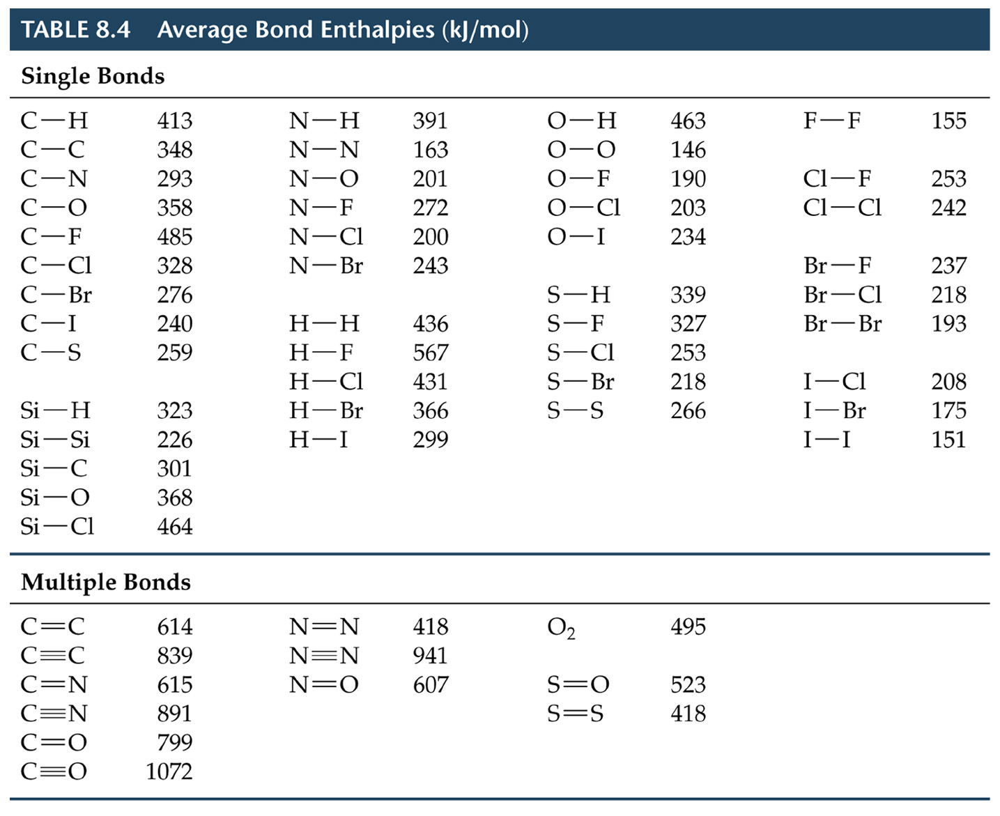 TABLE 8.4 Average Bond Enthalpies (kJ/mol)
Single Bonds
C—H 413 N—H 391 O—H 463 F—F 155
C—C 348 N—N 163 O—O 146
C—N 293 N—O 201 O—F 190 Cl—F 253
C—O 358 N—F 272 O—Cl 203 Cl—Cl 242
C—F 485 N—Cl 200 O—I 234
C—Cl 328 N—Br 243 Br—F 237
C—Br 276 S—H 339 Br—Cl 218
C—I 240 H—H 436 S—F 327 Br—Br 193
C—S 259 H—F 567 S—Cl 253
H—Cl 431 S—Br 218 I—Cl 208
Si—H 323 H—Br 366 S—S 266 I—Br 175
Si—Si 226 H—I 299 I—I 151
Si—C 301
Si—O 368
Si—Cl 464
Multiple Bonds
C=C 614 N=N 418 O₂ 495
C≡C 839 N≡N 941
C=N 615 N=O 607 S=O 523
C≡N 891 S=S 418
C=O 799
C≡O 1072